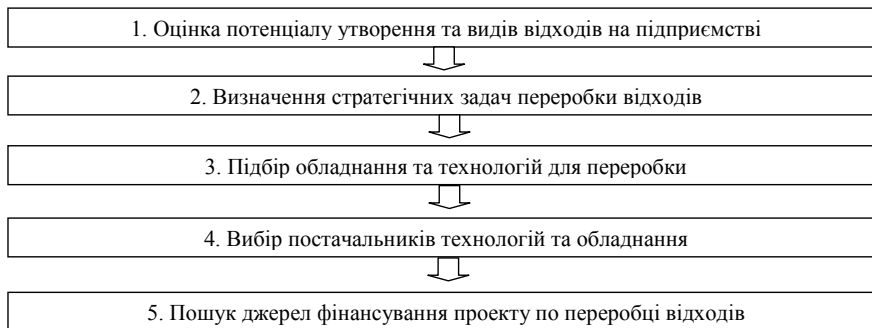 1. Оцінка потенціалу утворення та видів відходів на підприємстві
2. Визначення стратегічних задач переробки відходів
3. Підбір обладнання та технологій для переробки
4. Вибір постачальників технологій та обладнання
5. Пошук джерел фінансування проекту по переробці відходів